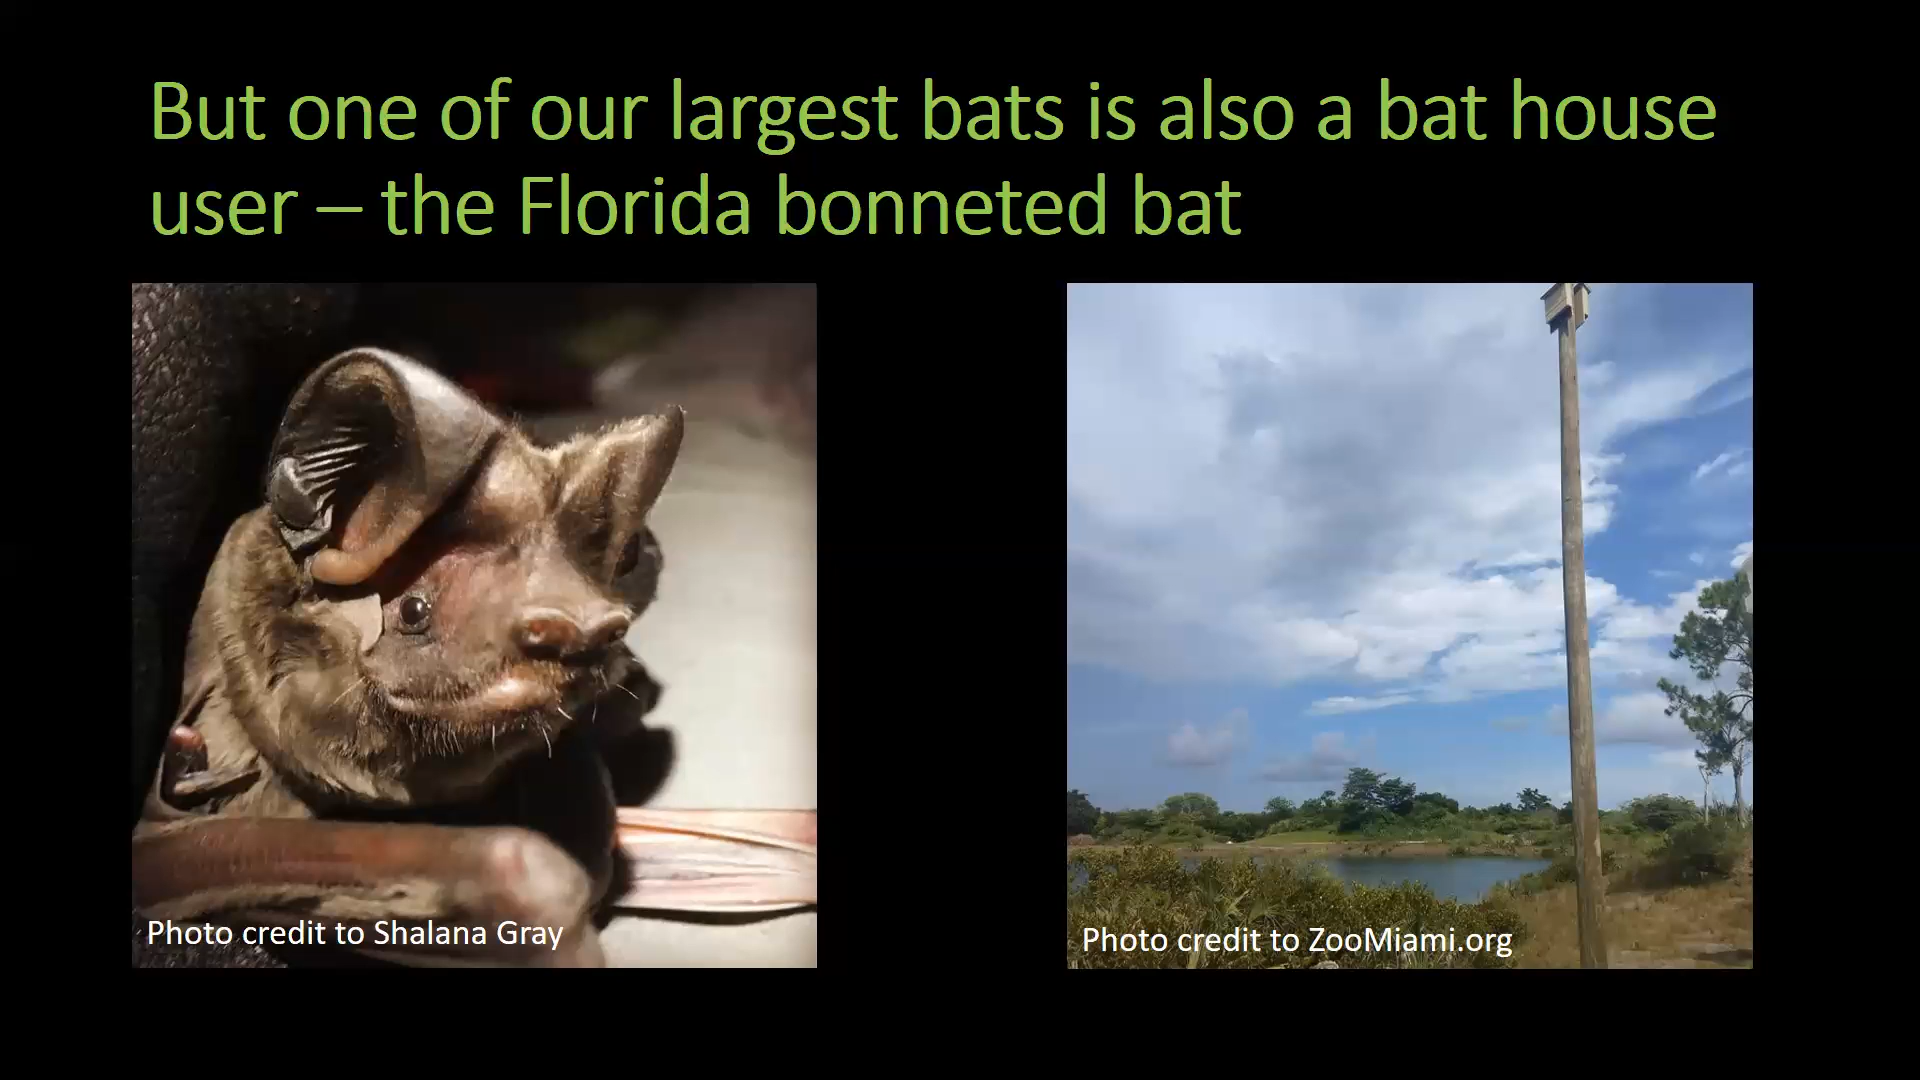 But one of our largest bats is also a bat house
user – the Florida bonneted bat
Photo credit to Shalana Gray
Photo credit to ZooMiami.org